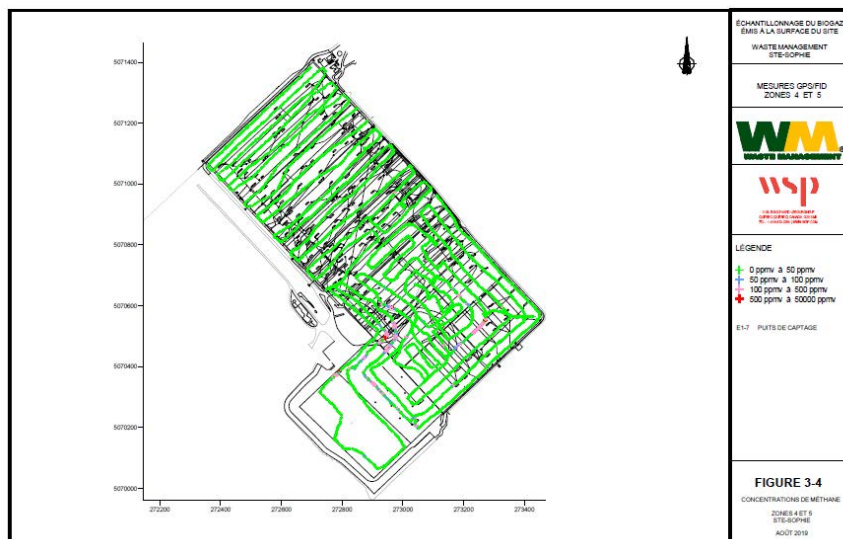 5071400
5071200
5071000
5070800
5070600
5070400
5070200
5070000
272200
272400
272600
272800
273000
273200
273400
ÉCHANTILLONNAGE DU BIOGAZ
ÉMIS À LA SURFACE DU SITE
WASTE MANAGEMENT
STE-SOPHIE
MESURES GPS/FID
ZONES 4 ET 5
WM
WASTE MANAGEMENT
wsp
LÉGENDE
0 ppmv à 50 ppmv
50 ppmv à 100 ppmv
100 ppmv à 500 ppmv
500 ppmv à 50000 ppmv
E1-7 PUITS DE CAPTAGE
FIGURE 3-4
CONCENTRATIONS DE MÉTHANE
ZONES 4 ET 5
STE-SOPHIE
AOÛT 2019